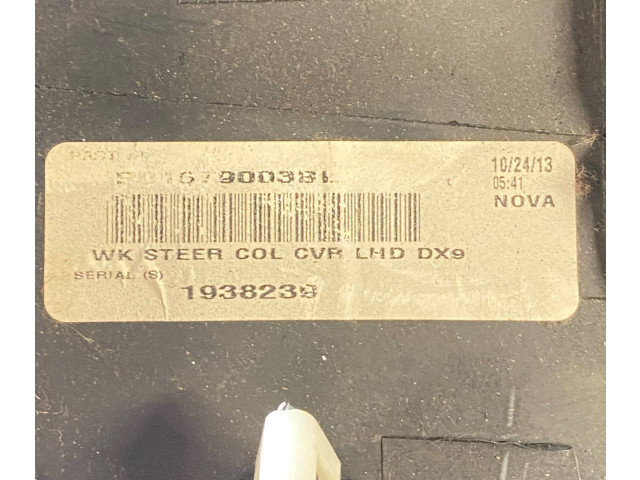 10/24/13
05:41
NOVA
WK STEER COL CVR LHD DX9
SERIAL (S)
1938239